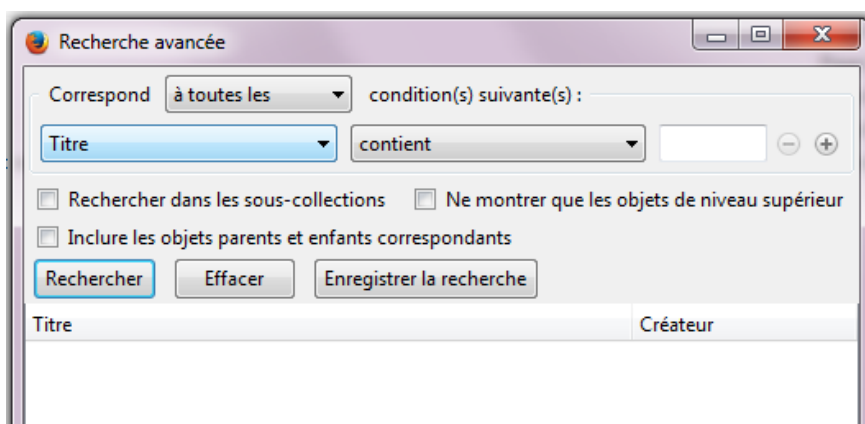 Recherche avancée
Correspond à toutes les condition(s) suivante(s) :
Titre contient
Rechercher dans les sous-collections Ne montrer que les objets de niveau supérieur
Inclure les objets parents et enfants correspondants
Rechercher Effacer Enregistrer la recherche
Titre Créateur